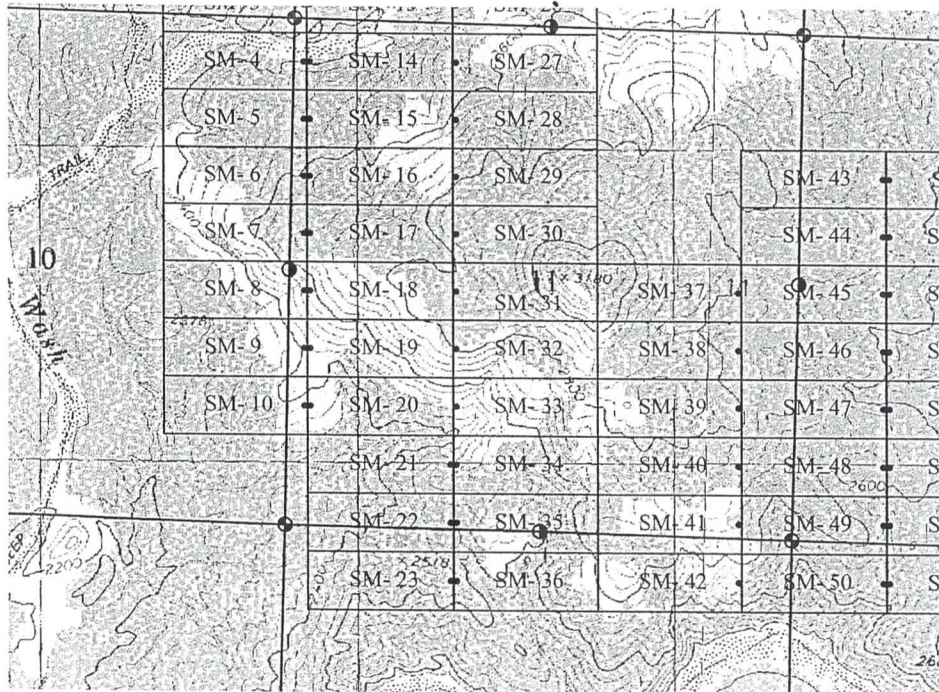 SM- 4 SM- 14 SM- 27
SM- 5 SM- 15 SM- 28
TRAIL
SM- 6 SM- 16 SM- 29 SM- 43
SM- 7 SM- 17 SM- 30 SM- 44
10
SM- 8 SM- 18 11 x 3180 SM- 31 SM- 37 SM- 45
Wash
SM- 9 SM- 19 SM- 32 SM- 38 SM- 46
SM- 10 SM- 20 SM- 33 SM- 39 SM- 47
SM- 21 SM- 34 SM- 40 SM- 48
2600
SM- 22 SM- 35 SM- 41 SM- 49
2200
x 2518
SM- 23 SM- 36 SM- 42 SM- 50